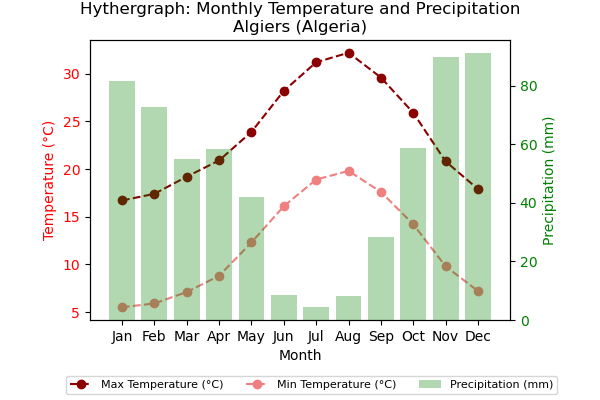 Hythergraph: Monthly Temperature and Precipitation
Algiers (Algeria)
Temperature (°C)
30
25
20
15
10
5
80
60
40
20
0
Precipitation (mm)
Jan Feb Mar Apr May Jun Jul Aug Sep Oct Nov Dec
Month
Max Temperature (°C) Min Temperature (°C) Precipitation (mm)